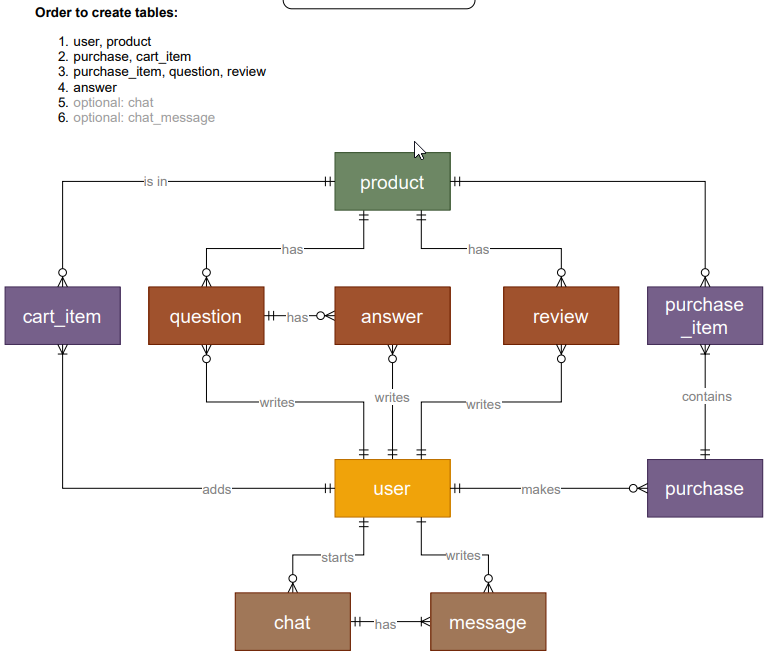 Order to create tables:
1. user, product
2. purchase, cart_item
3. purchase_item, question, review
4. answer
5. optional: chat
6. optional: chat_message
is in
product
has
has
cart_item
question
has
answer
review
purchase
_item
writes
writes
writes
contains
adds
user
makes
purchase
starts
writes
chat
has
message